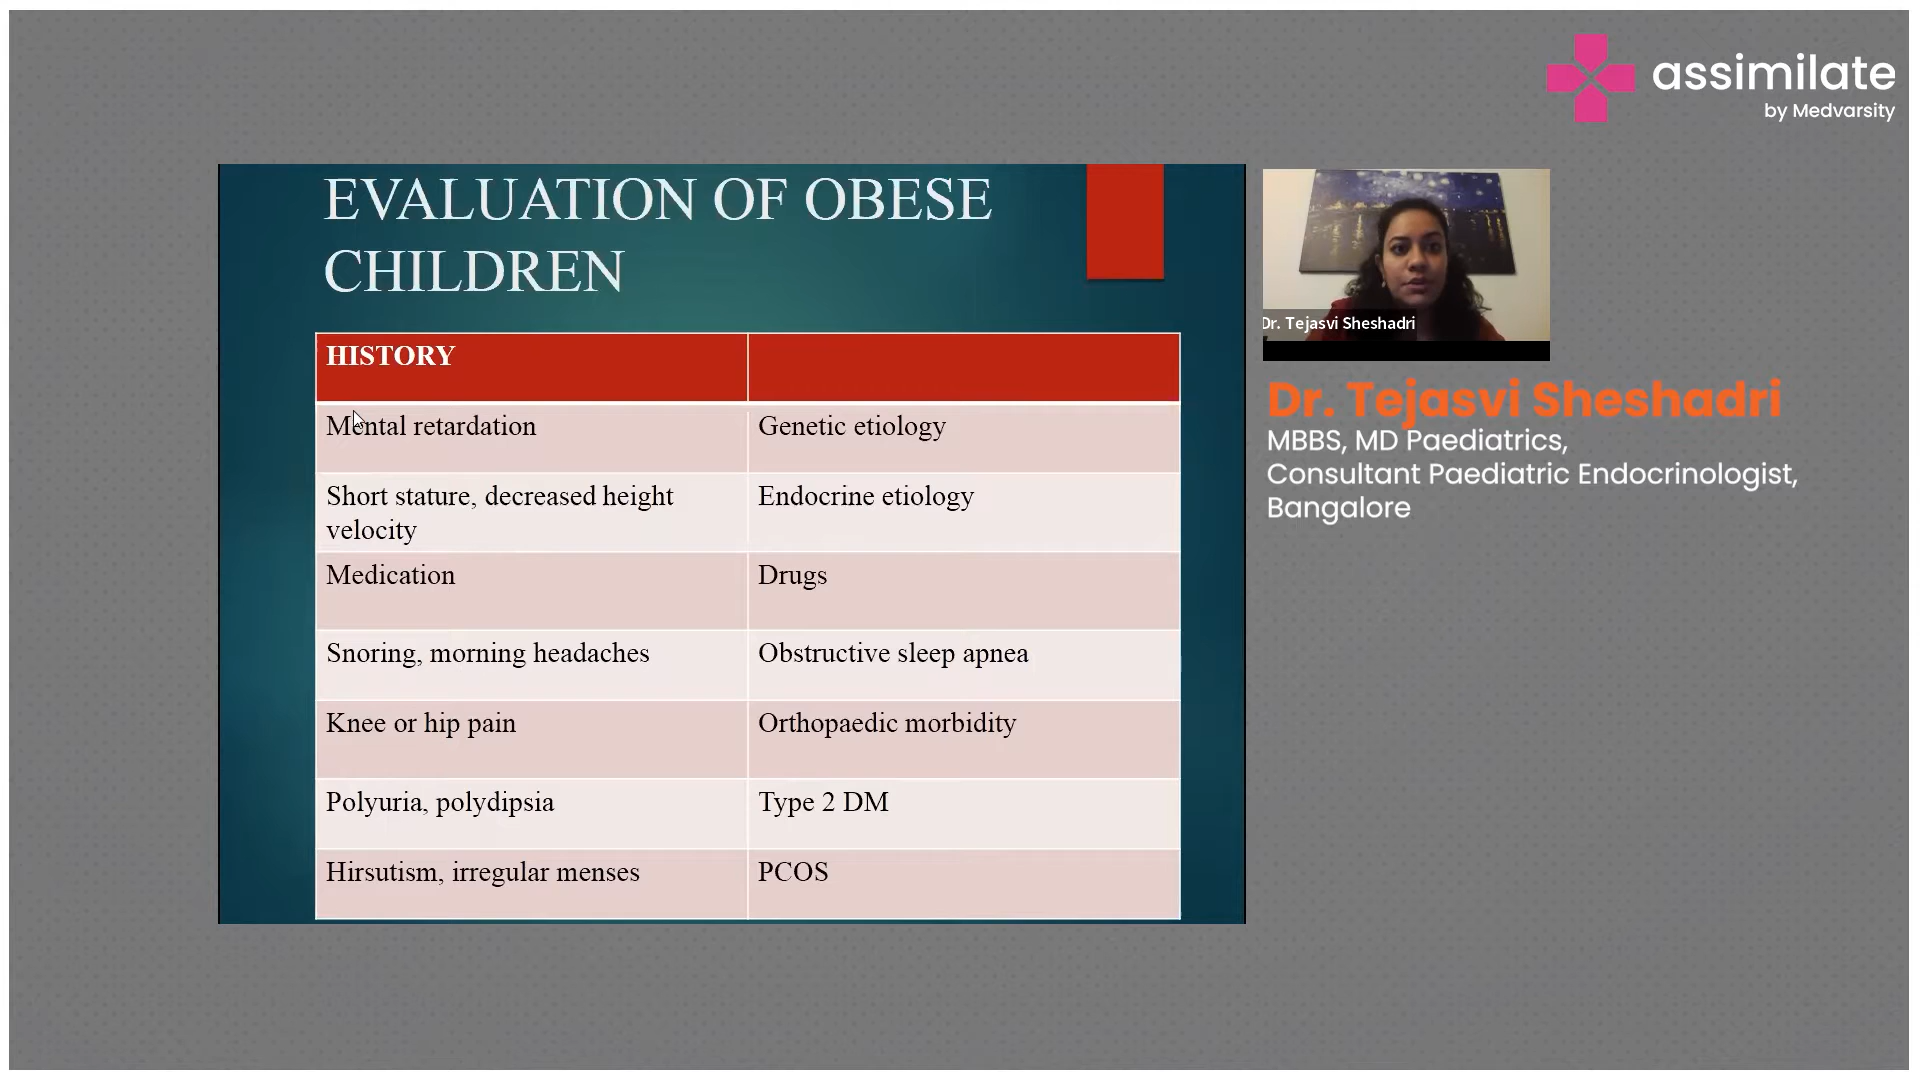 assimilate
by Medvarsity
EVALUATION OF OBESE
CHILDREN
HISTORY
Mental retardation
Genetic etiology
Short stature, decreased height
velocity
Endocrine etiology
Medication
Drugs
Snoring, morning headaches
Obstructive sleep apnea
Knee or hip pain
Orthopaedic morbidity
Polyuria, polydipsia
Type 2 DM
Hirsutism, irregular menses
PCOS
Dr. Tejasvi Sheshadri
Dr. Tejasvi Sheshadri
MBBS, MD Paediatrics,
Consultant Paediatric Endocrinologist,
Bangalore